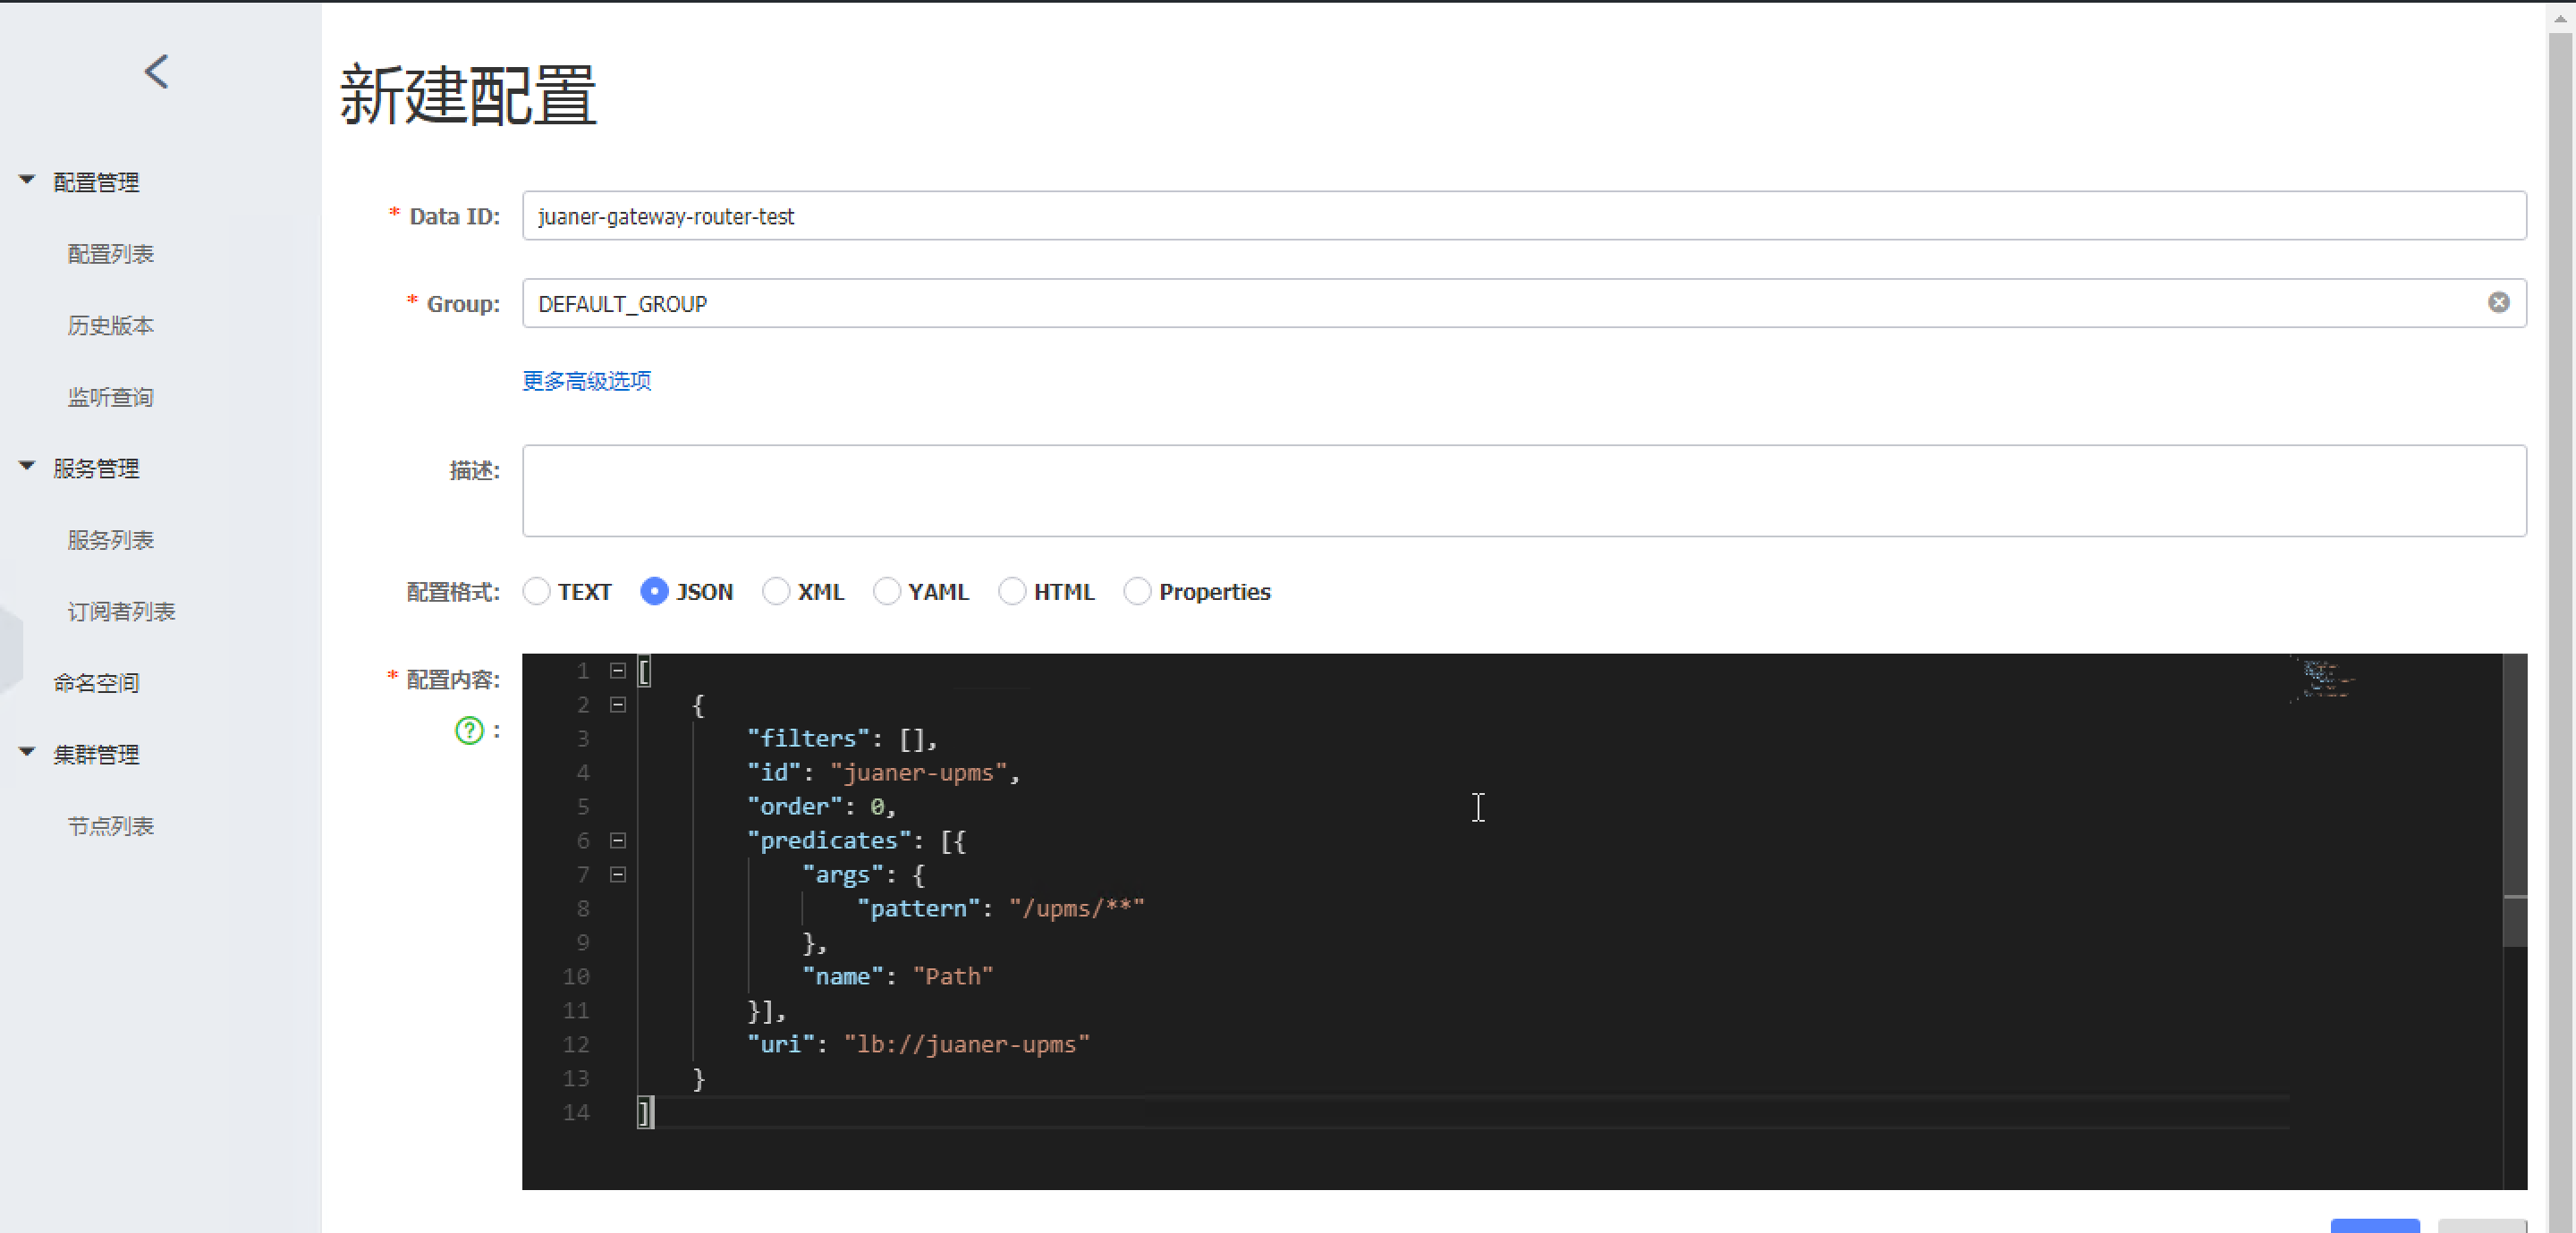 新建配置
配置管理
配置列表
历史版本
监听查询
服务管理
服务列表
订阅者列表
命名空间
集群管理
节点列表
* Data ID: juaner-gateway-router-test
* Group: DEFAULT_GROUP
更多高级选项
描述:
配置格式: TEXT JSON XML YAML HTML Properties
* 配置内容:
? :
1 [
2 {
3 "filters": [],
4 "id": "juaner-upms",
5 "order": 0,
6 "predicates": [{
7 "args": {
8 "pattern": "/upms/**"
9 },
10 "name": "Path"
11 }],
12 "uri": "lb://juaner-upms"
13 }
14 ]